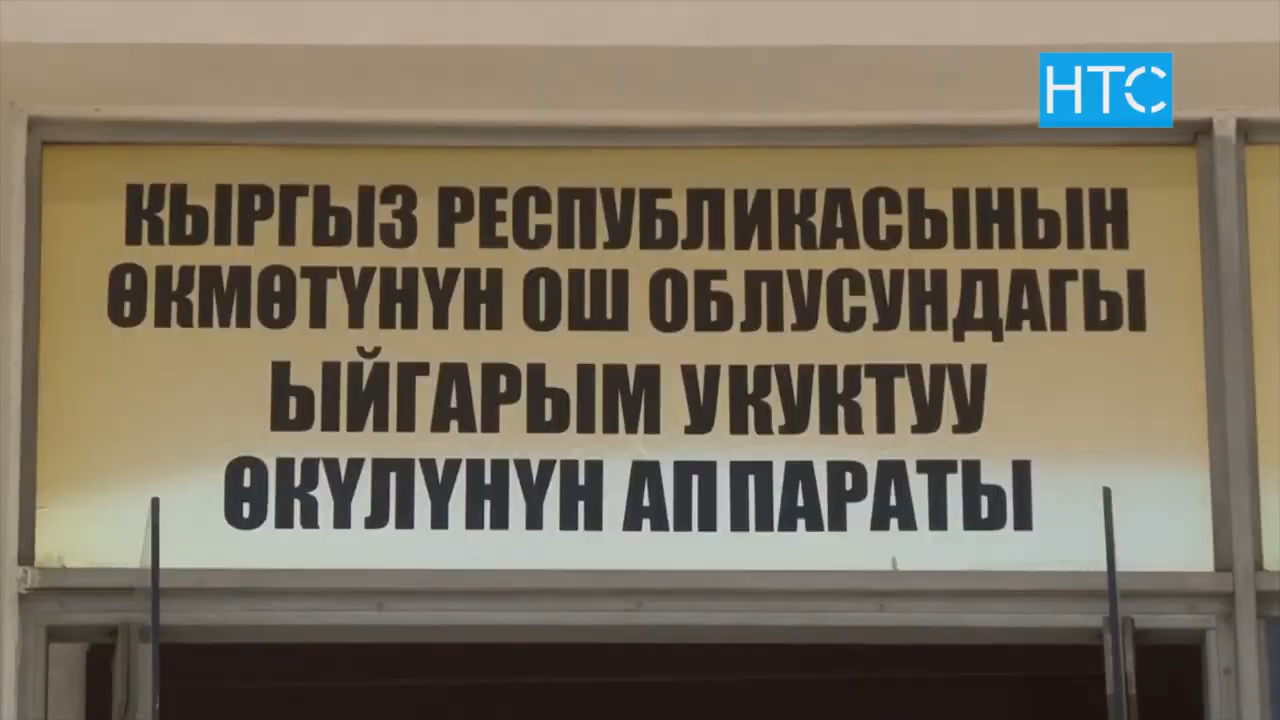 НТС
КЫРГЫЗ РЕСПУБЛИКАСЫНЫН
ӨКМӨТҮНҮН ОШ ОБЛУСУНДАГЫ
ЫЙГАРЫМ УКУКТУУ
ӨКҮЛҮНҮН АППАРАТЫ